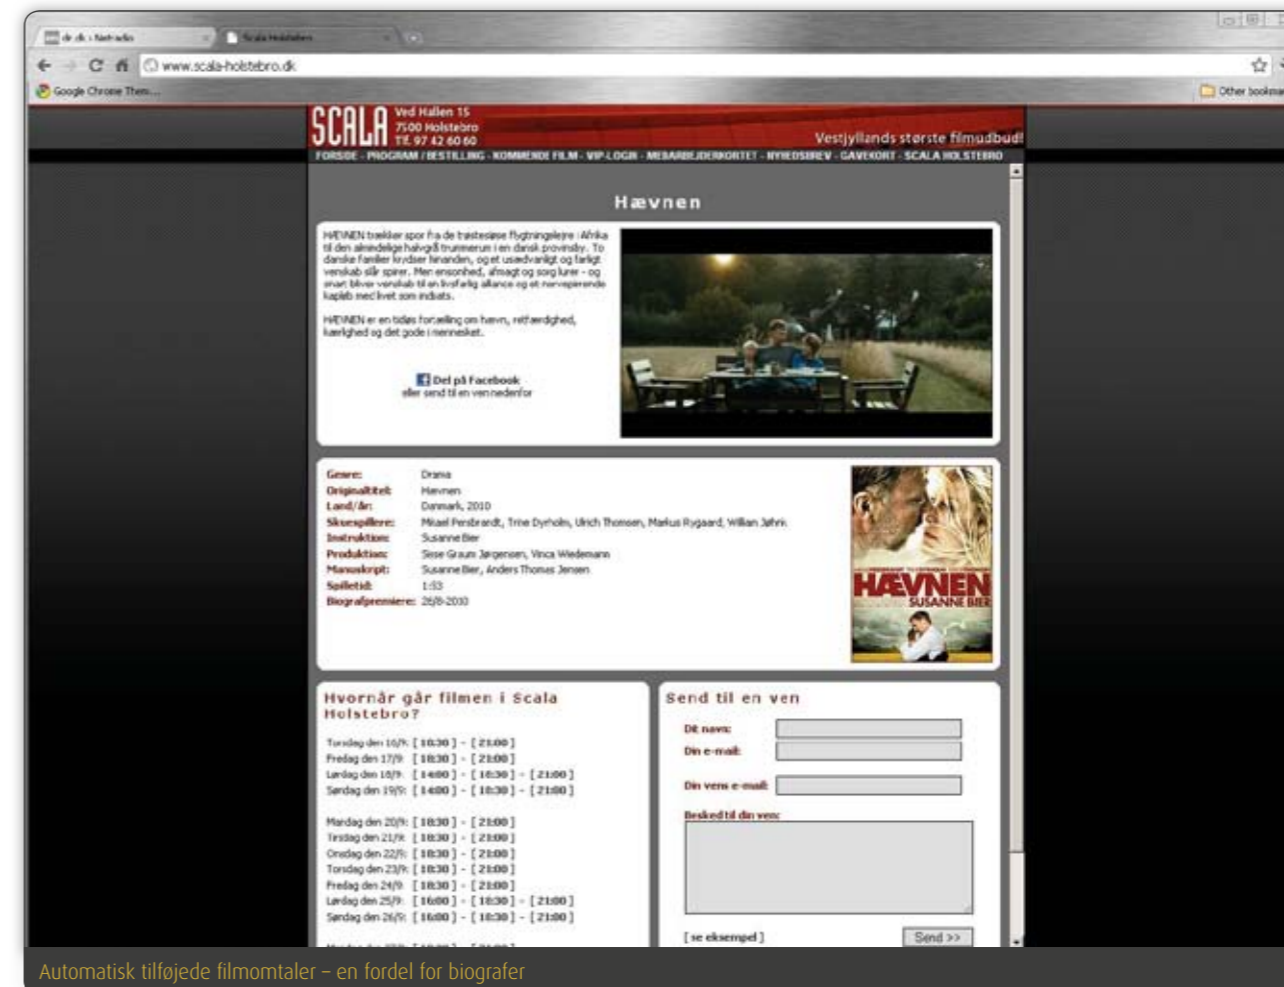 dr.dk : Netradio
Scala Holstebro
www.scala-holstebro.dk
Google Chrome Them...
Other bookmar
SCALA
Ved Hallen 15
7500 Holstebro
Tlf. 97 42 60 60
Vestjyllands største filmudbud!
FORSIDE - PROGRAM / BESTILLING - KOMMENDE FILM - VIP-LOGIN - MEDARBEJDERKORTET - NYHEDSBREV - GAVEKORT - SCALA HOLSTEBRO
Hævnen
HÆVNEN trækker spor fra de trøstesløse flygtningelejre i Afrika
til den almindelige halvgrå trummerum i en dansk provinsby. To
danske familier krydser hinanden, og et usædvanligt og farligt
venskab slår spirer. Men ensomhed, afmagt og sorg lurer - og
snart bliver venskab til en livsfarlig alliance og et nervepirrende
kapløb med livet som indsats.
HÆVNEN er en tidløs fortælling om hævn, retfærdighed,
kærlighed og det gode i mennesket.
Del på Facebook
eller send til en ven nedenfor
Genre: Drama
Originaltitel: Hævnen
Land/år: Danmark, 2010
Skuespillere: Mikael Persbrandt, Trine Dyrholm, Ulrich Thomsen, Markus Rygaard, William Jøhnk
Instruktion: Susanne Bier
Produktion: Sisse Graum Jørgensen, Vinca Wiedemann
Manuskript: Susanne Bier, Anders Thomas Jensen
Spilletid: 1:53
Biografpremiere: 26/8-2010
HÆVNEN
SUSANNE BIER
Hvornår går filmen i Scala
Holstebro?
Torsdag den 16/9: [ 18:30 ] - [ 21:00 ]
Fredag den 17/9: [ 18:30 ] - [ 21:00 ]
Lørdag den 18/9: [ 14:00 ] - [ 18:30 ] - [ 21:00 ]
Søndag den 19/9: [ 14:00 ] - [ 18:30 ] - [ 21:00 ]
Mandag den 20/9: [ 18:30 ] - [ 21:00 ]
Tirsdag den 21/9: [ 18:30 ] - [ 21:00 ]
Onsdag den 22/9: [ 18:30 ] - [ 21:00 ]
Torsdag den 23/9: [ 18:30 ] - [ 21:00 ]
Fredag den 24/9: [ 18:30 ] - [ 21:00 ]
Lørdag den 25/9: [ 16:00 ] - [ 18:30 ] - [ 21:00 ]
Søndag den 26/9: [ 16:00 ] - [ 18:30 ] - [ 21:00 ]
Send til en ven
Dit navn:
Din e-mail:
Din vens e-mail:
Besked til din ven:
[ se eksempel ]
Send >>
Automatisk tilføjede filmomtaler – en fordel for biografer